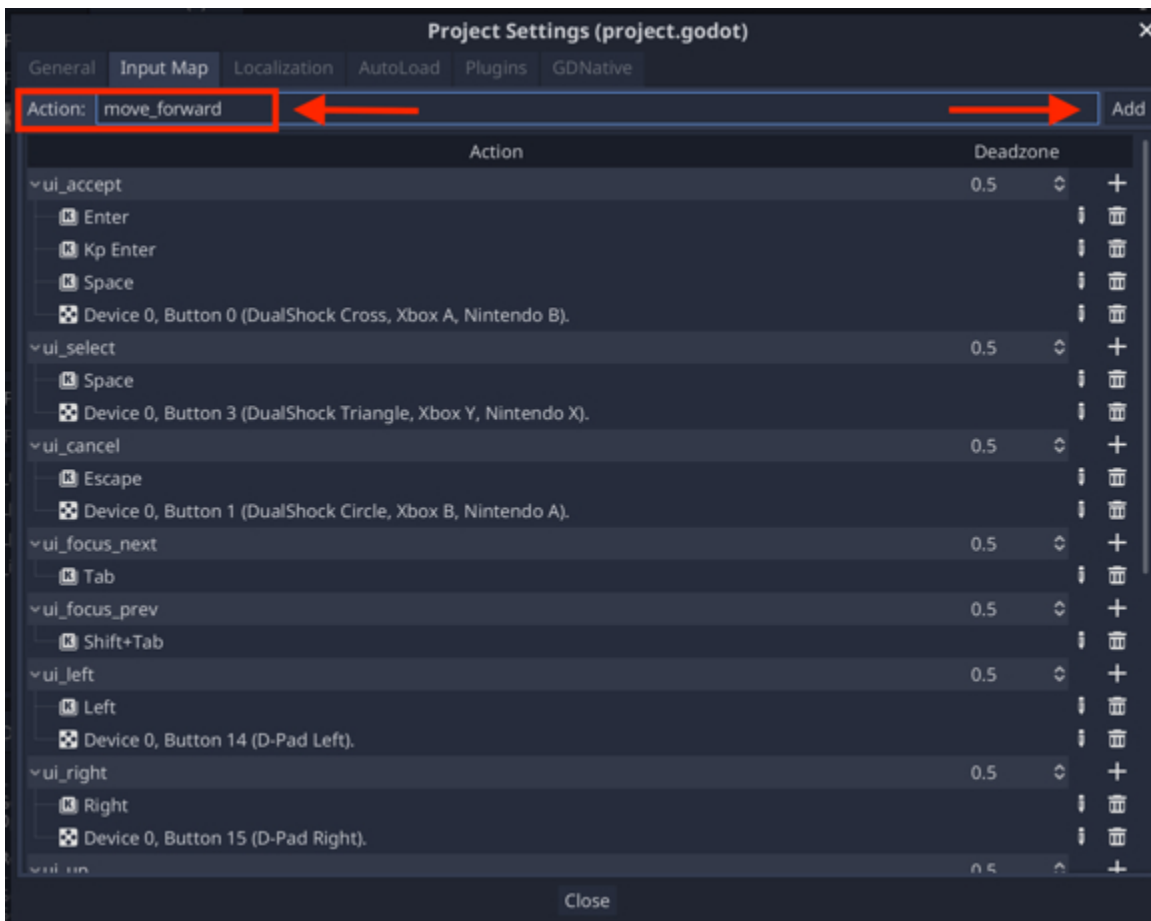 Project Settings (project.godot)
General Input Map Localization AutoLoad Plugins GDNative
Action: move_forward Add
Action Deadzone
ui_accept 0.5
Enter
Kp Enter
Space
Device 0, Button 0 (DualShock Cross, Xbox A, Nintendo B).
ui_select 0.5
Space
Device 0, Button 3 (DualShock Triangle, Xbox Y, Nintendo X).
ui_cancel 0.5
Escape
Device 0, Button 1 (DualShock Circle, Xbox B, Nintendo A).
ui_focus_next 0.5
Tab
ui_focus_prev 0.5
Shift+Tab
ui_left 0.5
Left
Device 0, Button 14 (D-Pad Left).
ui_right 0.5
Right
Device 0, Button 15 (D-Pad Right).
ui_up 0.5
Close